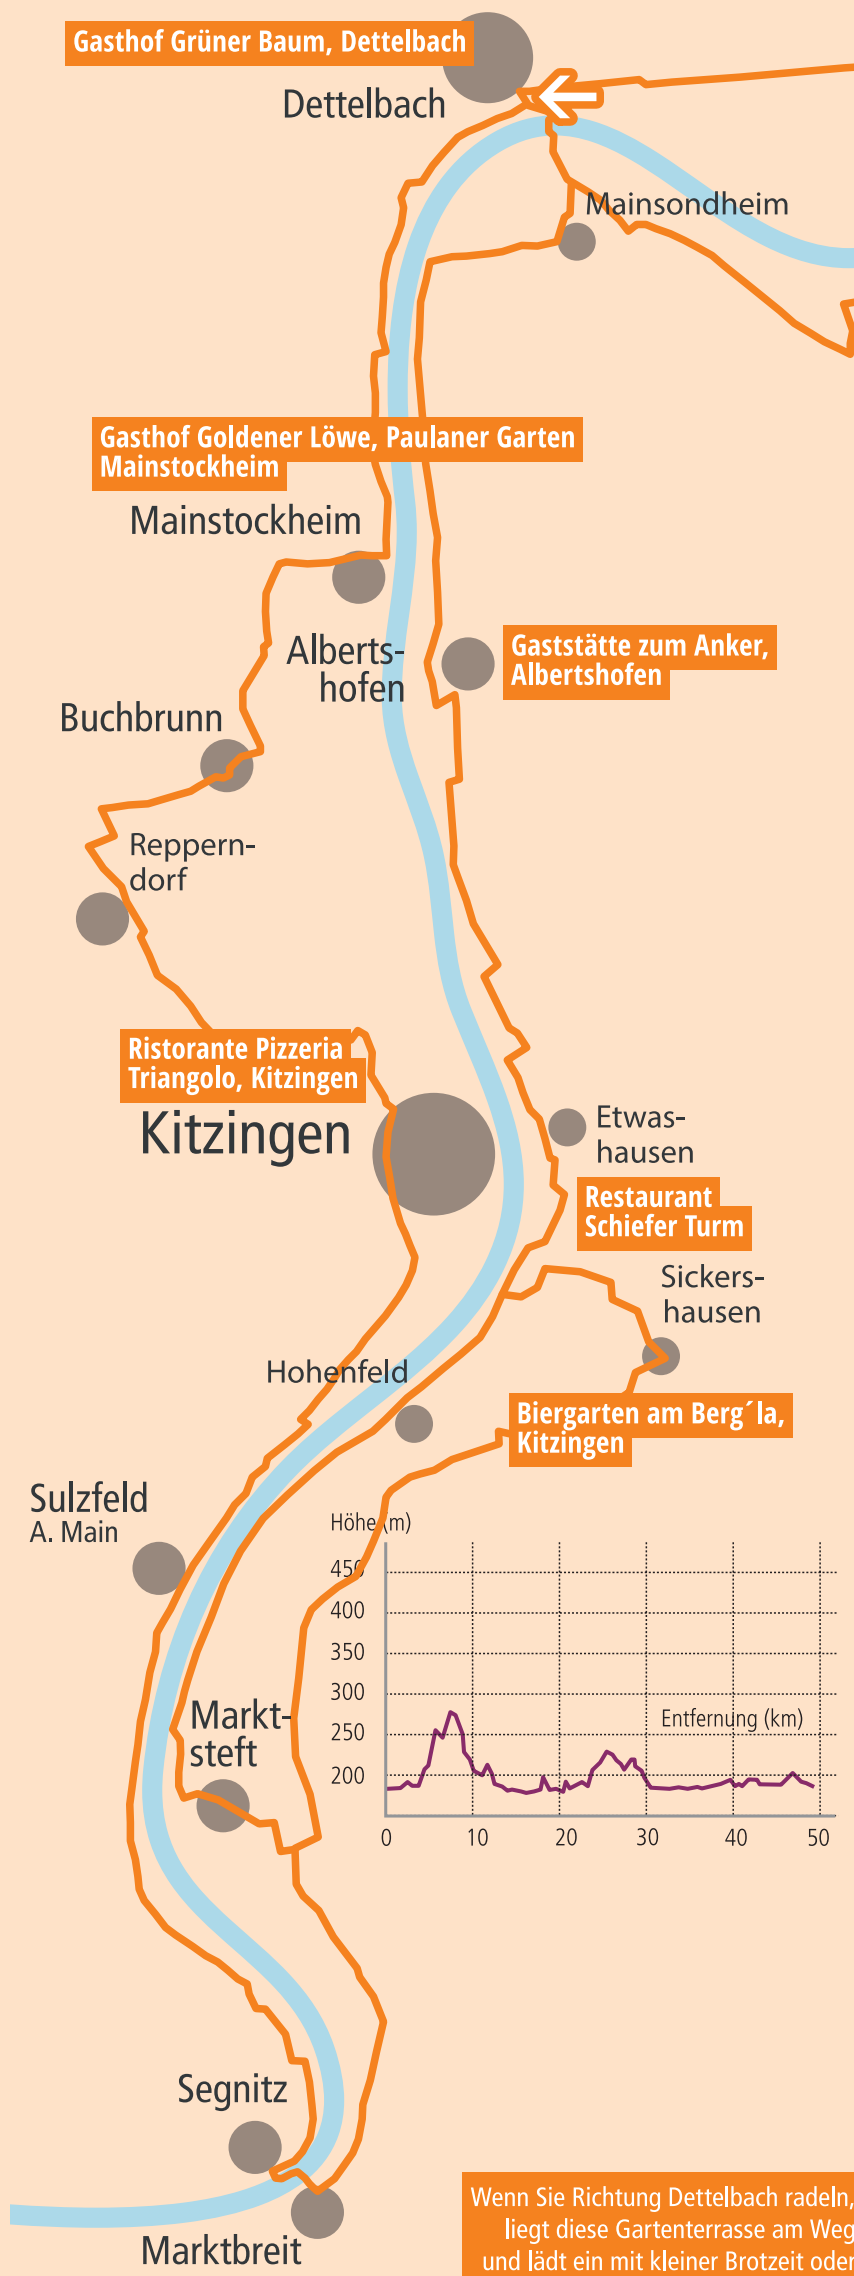 Gasthof Grüner Baum, Dettelbach
Dettelbach
Mainsondheim
Gasthof Goldener Löwe, Paulaner Garten
Mainstockheim
Mainstockheim
Alberts-
hofen
Gaststätte zum Anker,
Albertshofen
Buchbrunn
Reppern-
dorf
Ristorante Pizzeria
Triangolo, Kitzingen
Kitzingen
Etwas-
hausen
Restaurant
Schiefer Turm
Sickers-
hausen
Hohenfeld
Biergarten am Berg´la,
Kitzingen
Sulzfeld
A. Main
Höhe (m)
450
400
350
300
250
200
Entfernung (km)
0 10 20 30 40 50
Markt-
steft
Segnitz
Marktbreit
Wenn Sie Richtung Dettelbach radeln,
liegt diese Gartenterrasse am Weg
und lädt ein mit kleiner Brotzeit oder